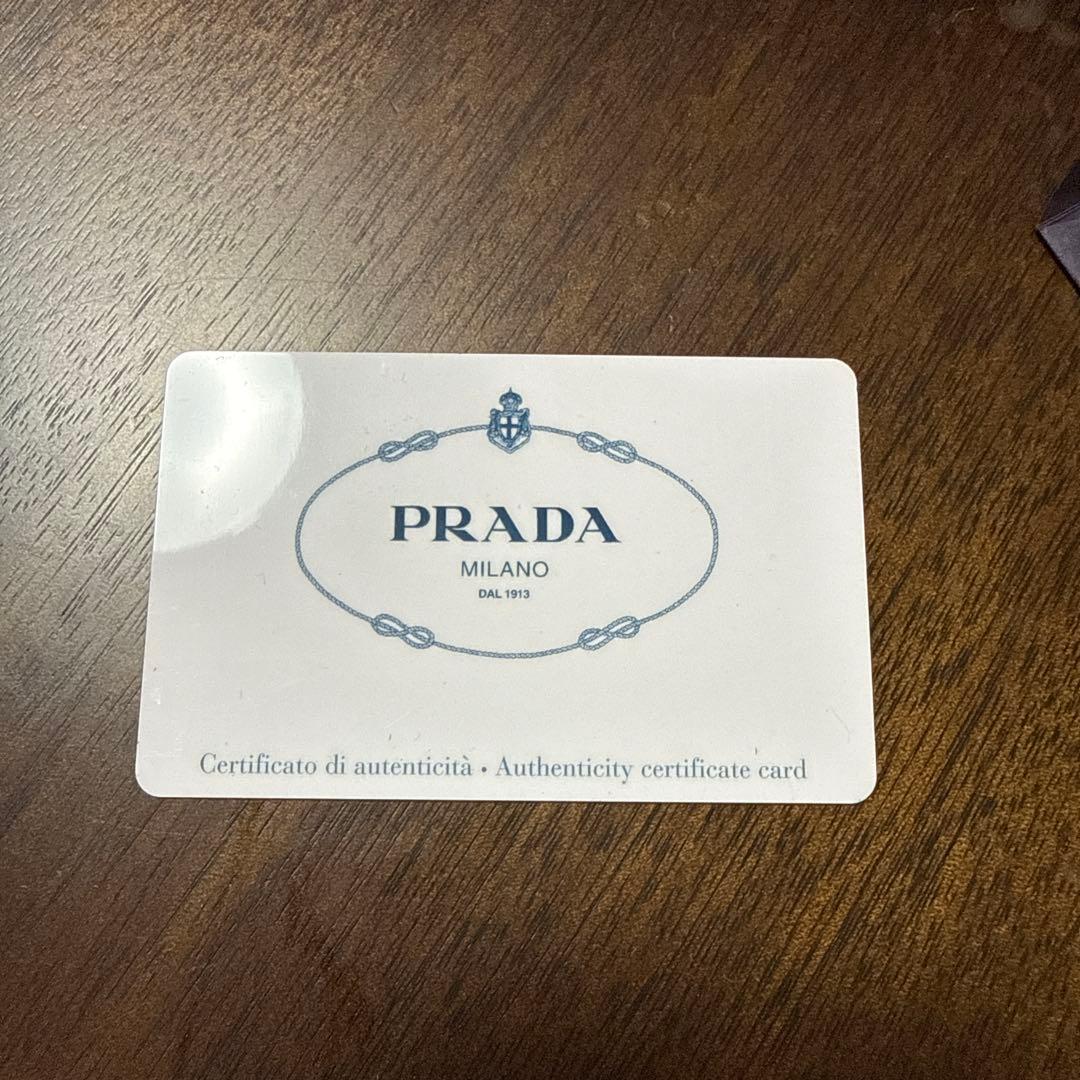 PRADA
MILANO
DAL 1913
Certificato di autenticità • Authenticity certificate card